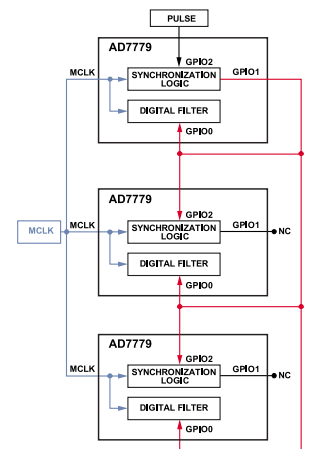 PULSE
AD7779
GPIO2
MCLK
SYNCHRONIZATION
LOGIC
GPIO1
DIGITAL FILTER
GPIO0
AD7779
GPIO2
MCLK
MCLK
SYNCHRONIZATION
LOGIC
GPIO1
NC
DIGITAL FILTER
GPIO0
AD7779
GPIO2
MCLK
SYNCHRONIZATION
LOGIC
GPIO1
NC
DIGITAL FILTER
GPIO0